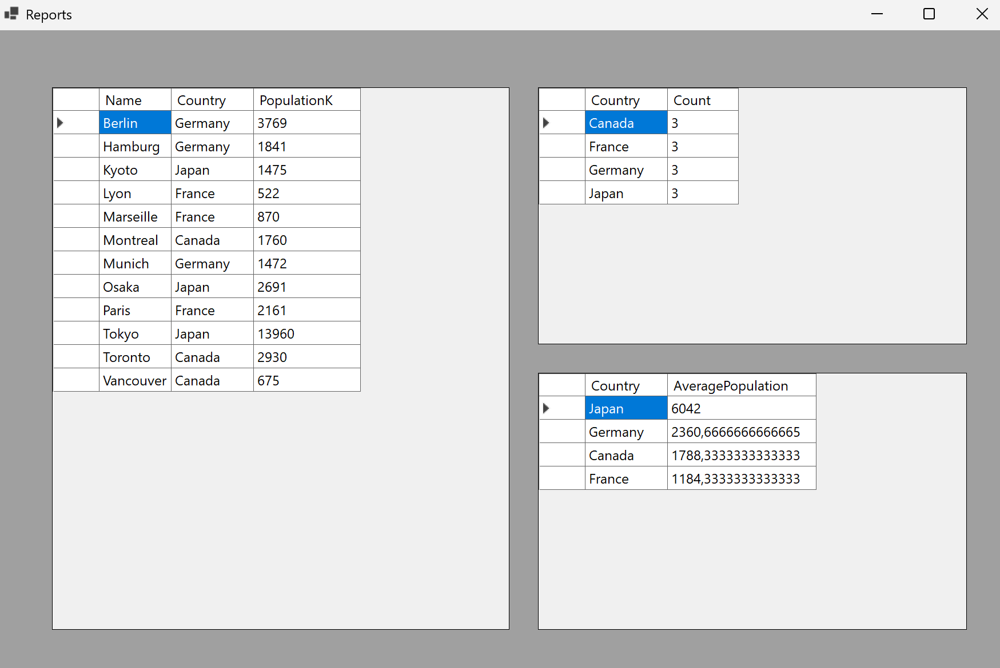 Reports
Name Country PopulationK
Berlin Germany 3769
Hamburg Germany 1841
Kyoto Japan 1475
Lyon France 522
Marseille France 870
Montreal Canada 1760
Munich Germany 1472
Osaka Japan 2691
Paris France 2161
Tokyo Japan 13960
Toronto Canada 2930
Vancouver Canada 675
Country Count
Canada 3
France 3
Germany 3
Japan 3
Country AveragePopulation
Japan 6042
Germany 2360,6666666666665
Canada 1788,3333333333333
France 1184,3333333333333